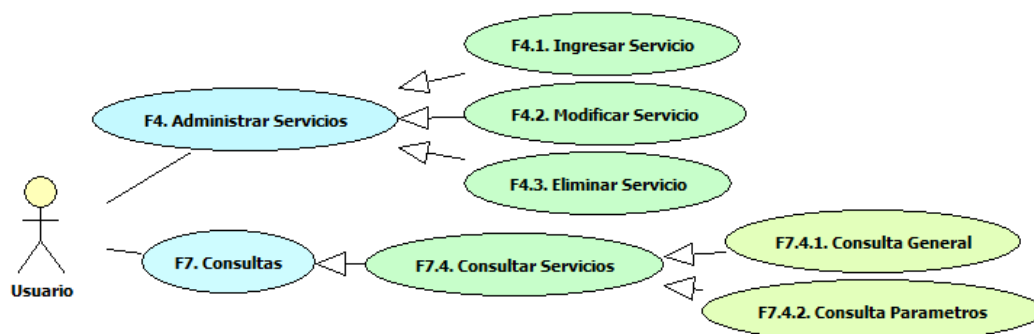 F4.1. Ingresar Servicio
F4. Administrar Servicios
F4.2. Modificar Servicio
F4.3. Eliminar Servicio
Usuario
F7. Consultas
F7.4. Consultar Servicios
F7.4.1. Consulta General
F7.4.2. Consulta Parametros